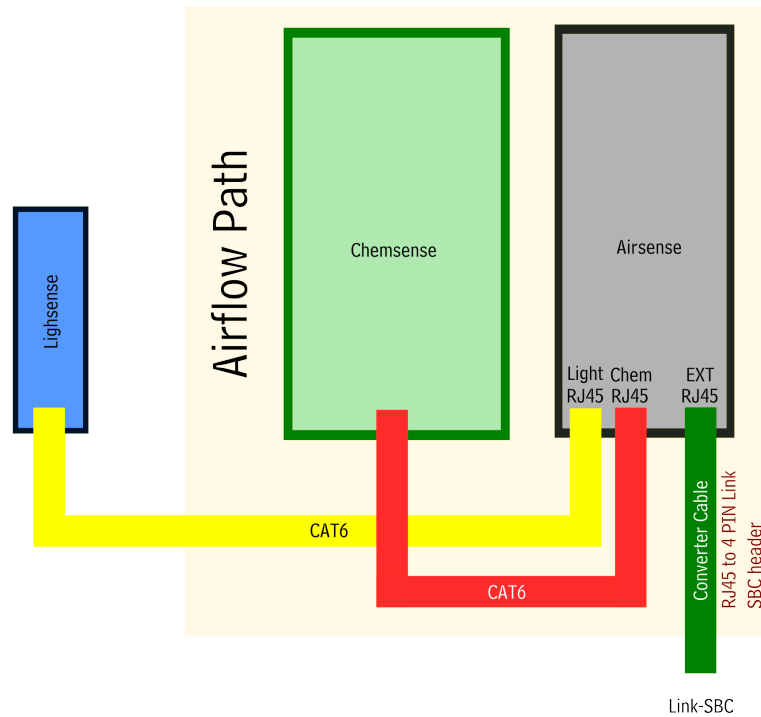 Airflow Path
Lighsense
Chemsense
Airsense
Light
RJ45
Chem
RJ45
EXT
RJ45
CAT6
CAT6
Converter Cable
RJ45 to 4 PIN Link
SBC header
Link-SBC